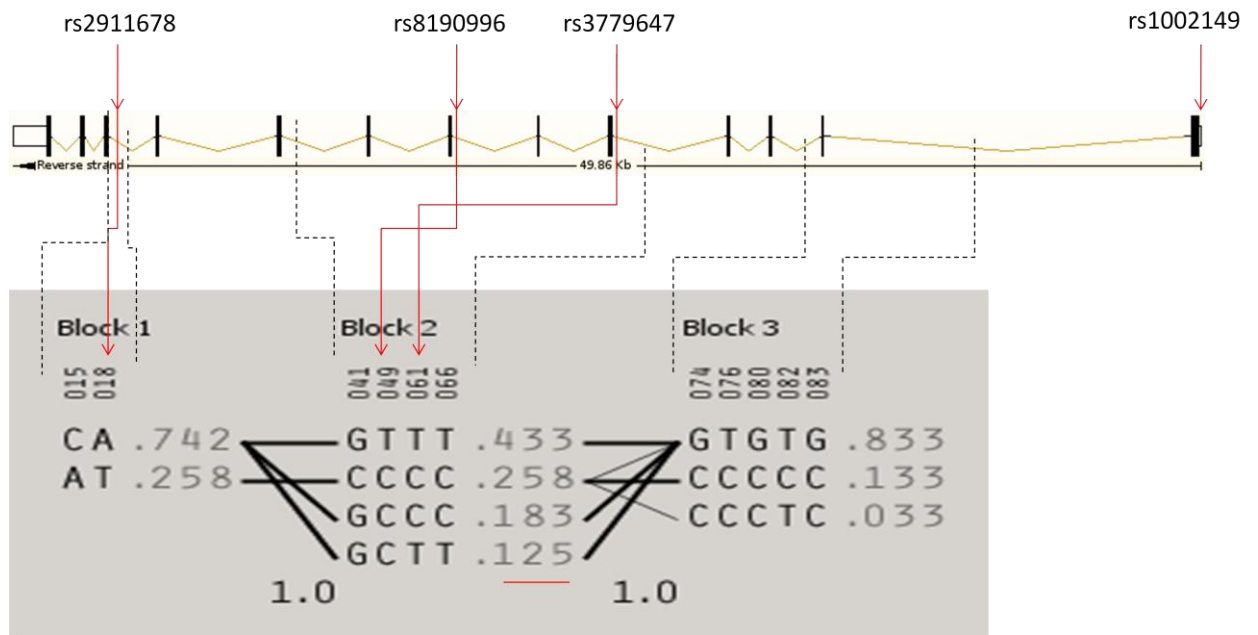 rs2911678 rs8190996 rs3779647 rs1002149
Reverse strand 49.86 Kb
Block 1 Block 2 Block 3
015 018 041 049 061 066 074 076 080 082 083
CA .742 GTTT .433 GTGTG .833
AT .258 CCCC .258 CCCCC .133
GCCC .183 CCCTC .033
GCTT .125
1.0 1.0